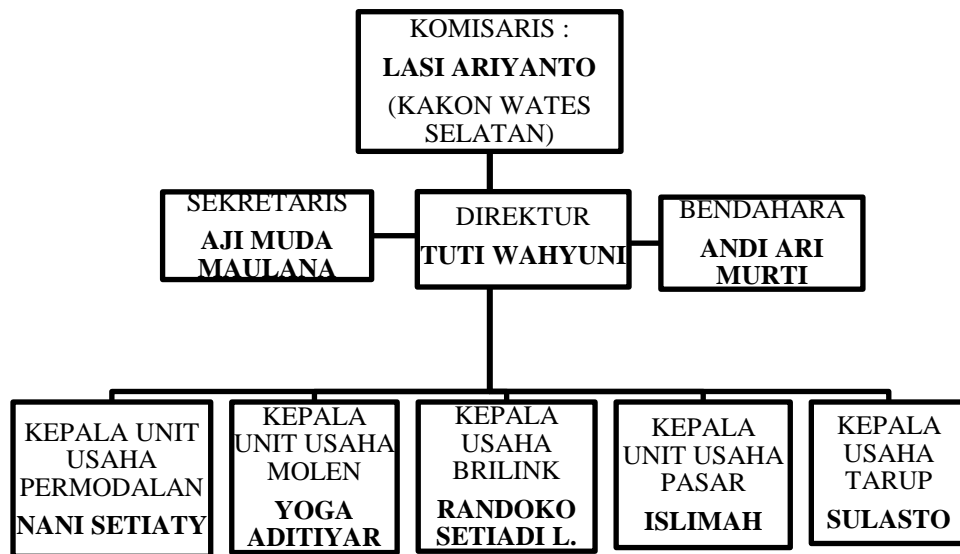 KOMISARIS :
LASI ARIYANTO
(KAKON WATES
SELATAN)
SEKRETARIS
AJI MUDA
MAULANA
DIREKTUR
TUTI WAHYUNI
BENDAHARA
ANDI ARI
MURTI
KEPALA UNIT
USAHA
PERMODALAN
NANI SETIATY
KEPALA
UNIT USAHA
MOLEN
YOGA
ADITIYAR
KEPALA
USAHA
BRILINK
RANDOKO
SETIADI L.
KEPALA
UNIT USAHA
PASAR
ISLIMAH
KEPALA
USAHA
TARUP
SULASTO